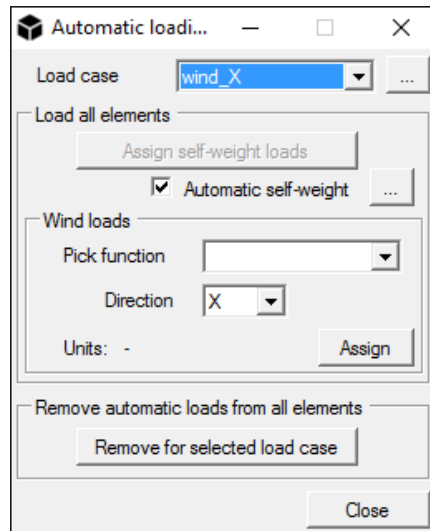 Automatic loadi...
Load case wind_X ...
Load all elements
Assign self-weight loads
Automatic self-weight ...
Wind loads
Pick function
Direction X
Units: - Assign
Remove automatic loads from all elements
Remove for selected load case
Close